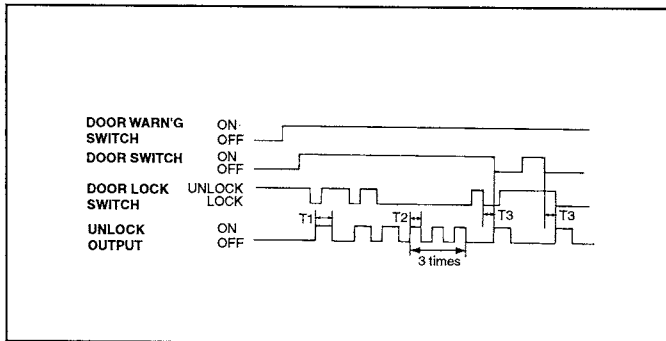 DOOR WARN'G ON
SWITCH OFF
DOOR SWITCH ON
OFF
DOOR LOCK UNLOCK
SWITCH LOCK
T1 T2 T3 T3
UNLOCK ON
OUTPUT OFF
3 times